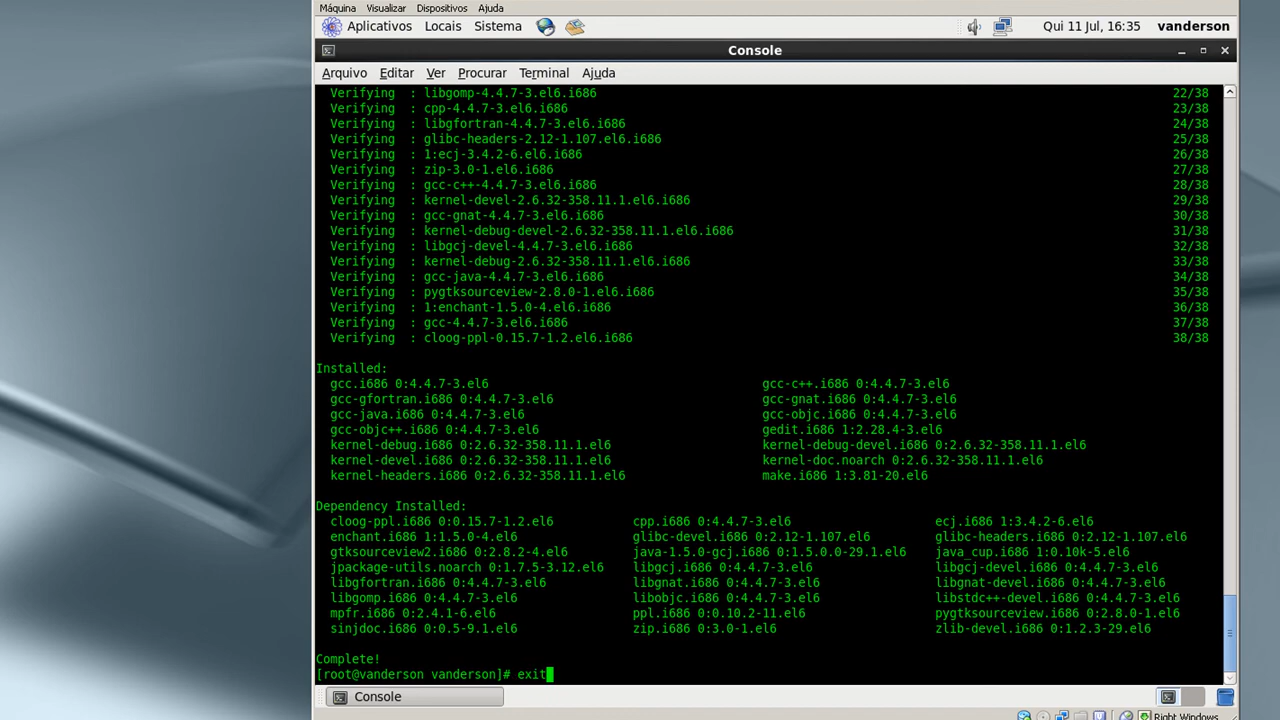 Máquina Visualizar Dispositivos Ajuda
Aplicativos Locais Sistema Qui 11 Jul, 16:35 vanderson
Console
Arquivo Editar Ver Procurar Terminal Ajuda
Verifying : libgomp-4.4.7-3.el6.i686 22/38
Verifying : cpp-4.4.7-3.el6.i686 23/38
Verifying : libgfortran-4.4.7-3.el6.i686 24/38
Verifying : glibc-headers-2.12-1.107.el6.i686 25/38
Verifying : 1:ecj-3.4.2-6.el6.i686 26/38
Verifying : zip-3.0-1.el6.i686 27/38
Verifying : gcc-c++-4.4.7-3.el6.i686 28/38
Verifying : kernel-devel-2.6.32-358.11.1.el6.i686 29/38
Verifying : gcc-gnat-4.4.7-3.el6.i686 30/38
Verifying : kernel-debug-devel-2.6.32-358.11.1.el6.i686 31/38
Verifying : libgcj-devel-4.4.7-3.el6.i686 32/38
Verifying : kernel-debug-2.6.32-358.11.1.el6.i686 33/38
Verifying : gcc-java-4.4.7-3.el6.i686 34/38
Verifying : pygtksourceview-2.8.0-1.el6.i686 35/38
Verifying : 1:enchant-1.5.0-4.el6.i686 36/38
Verifying : gcc-4.4.7-3.el6.i686 37/38
Verifying : cloog-ppl-0.15.7-1.2.el6.i686 38/38
Installed:
gcc.i686 0:4.4.7-3.el6 gcc-c++.i686 0:4.4.7-3.el6
gcc-gfortran.i686 0:4.4.7-3.el6 gcc-gnat.i686 0:4.4.7-3.el6
gcc-java.i686 0:4.4.7-3.el6 gcc-objc.i686 0:4.4.7-3.el6
gcc-objc++.i686 0:4.4.7-3.el6 gedit.i686 1:2.28.4-3.el6
kernel-debug.i686 0:2.6.32-358.11.1.el6 kernel-debug-devel.i686 0:2.6.32-358.11.1.el6
kernel-devel.i686 0:2.6.32-358.11.1.el6 kernel-doc.noarch 0:2.6.32-358.11.1.el6
kernel-headers.i686 0:2.6.32-358.11.1.el6 make.i686 1:3.81-20.el6
Dependency Installed:
cloog-ppl.i686 0:0.15.7-1.2.el6 cpp.i686 0:4.4.7-3.el6 ecj.i686 1:3.4.2-6.el6
enchant.i686 1:1.5.0-4.el6 glibc-devel.i686 0:2.12-1.107.el6 glibc-headers.i686 0:2.12-1.107.el6
gtksourceview2.i686 0:2.8.2-4.el6 java-1.5.0-gcj.i686 0:1.5.0.0-29.1.el6 java_cup.i686 1:0.10k-5.el6
jpackage-utils.noarch 0:1.7.5-3.12.el6 libgcj.i686 0:4.4.7-3.el6 libgcj-devel.i686 0:4.4.7-3.el6
libgfortran.i686 0:4.4.7-3.el6 libgnat.i686 0:4.4.7-3.el6 libgnat-devel.i686 0:4.4.7-3.el6
libgomp.i686 0:4.4.7-3.el6 libobjc.i686 0:4.4.7-3.el6 libstdc++-devel.i686 0:4.4.7-3.el6
mpfr.i686 0:2.4.1-6.el6 ppl.i686 0:0.10.2-11.el6 pygtksourceview.i686 0:2.8.0-1.el6
sinjdoc.i686 0:0.5-9.1.el6 zip.i686 0:3.0-1.el6 zlib-devel.i686 0:1.2.3-29.el6
Complete!
[root@vanderson vanderson]# exit
Console
Right Windows